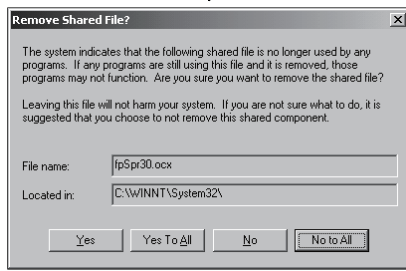 Remove Shared File?
The system indicates that the following shared file is no longer used by any
programs. If any programs are still using this file and it is removed, those
programs may not function. Are you sure you want to remove the shared file?
Leaving this file will not harm your system. If you are not sure what to do, it is
suggested that you choose to not remove this shared component.
File name: fpSpr30.ocx
Located in: C:\WINNT\System32\
Yes Yes To All No No to All